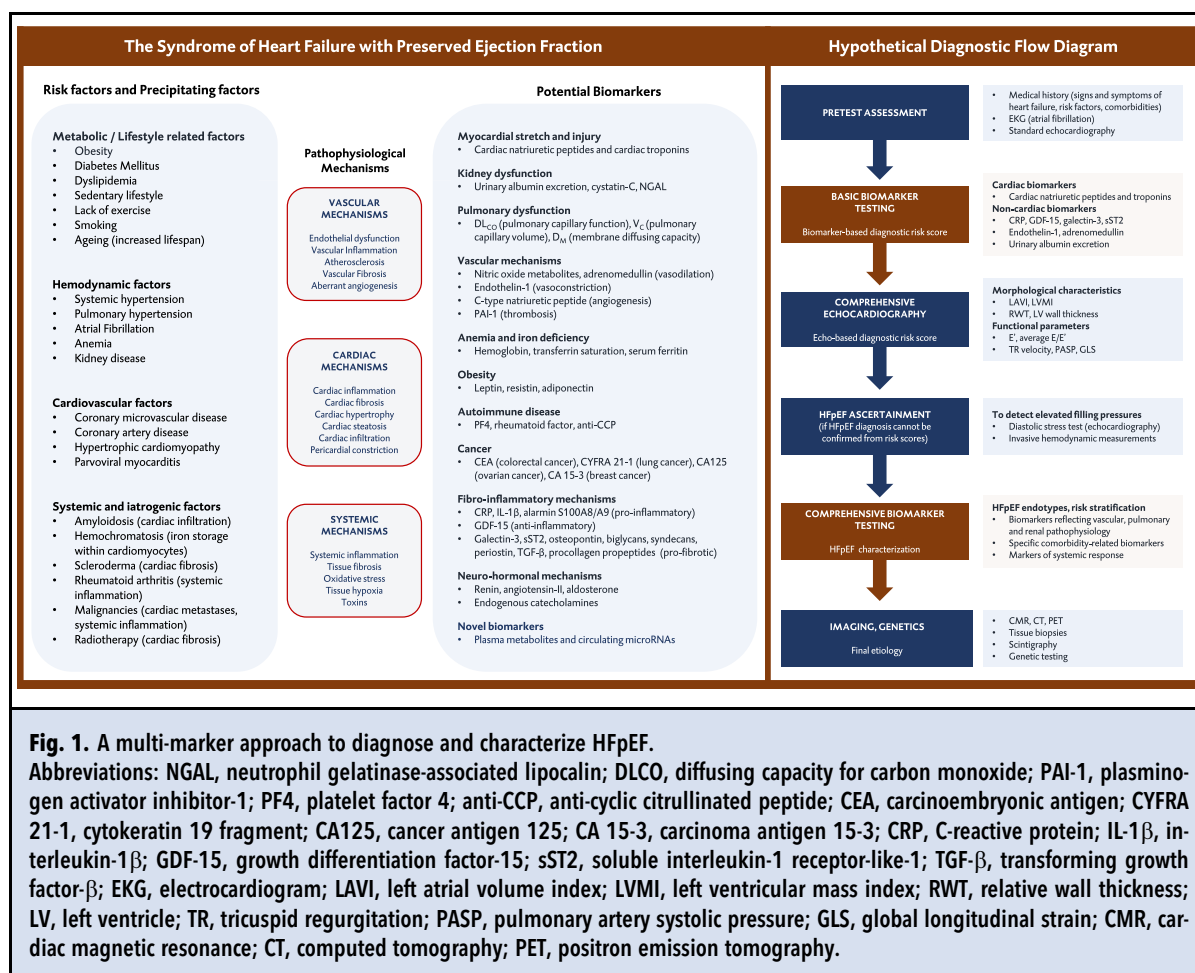 The Syndrome of Heart Failure with Preserved Ejection Fraction
Risk factors and Precipitating factors
Metabolic / Lifestyle related factors
• Obesity
• Diabetes Mellitus
• Dyslipidemia
• Sedentary lifestyle
• Lack of exercise
• Smoking
• Ageing (increased lifespan)
Hemodynamic factors
• Systemic hypertension
• Pulmonary hypertension
• Atrial Fibrillation
• Anemia
• Kidney disease
Cardiovascular factors
• Coronary microvascular disease
• Coronary artery disease
• Hypertrophic cardiomyopathy
• Parvoviral myocarditis
Systemic and iatrogenic factors
• Amyloidosis (cardiac infiltration)
• Hemochromatosis (iron storage
within cardiomyocytes)
• Scleroderma (cardiac fibrosis)
• Rheumatoid arthritis (systemic
inflammation)
• Malignancies (cardiac metastases,
systemic inflammation)
• Radiotherapy (cardiac fibrosis)
Pathophysiological
Mechanisms
VASCULAR
MECHANISMS
Endothelial dysfunction
Vascular Inflammation
Atherosclerosis
Vascular Fibrosis
Aberrant angiogenesis
CARDIAC
MECHANISMS
Cardiac inflammation
Cardiac fibrosis
Cardiac hypertrophy
Cardiac steatosis
Cardiac infiltration
Pericardial constriction
SYSTEMIC
MECHANISMS
Systemic inflammation
Tissue fibrosis
Oxidative stress
Tissue hypoxia
Toxins
Potential Biomarkers
Myocardial stretch and injury
• Cardiac natriuretic peptides and cardiac troponins
Kidney dysfunction
• Urinary albumin excretion, cystatin-C, NGAL
Pulmonary dysfunction
• DLCO (pulmonary capillary function), VC (pulmonary
capillary volume), DM (membrane diffusing capacity)
Vascular mechanisms
• Nitric oxide metabolites, adrenomedullin (vasodilation)
• Endothelin-1 (vasoconstriction)
• C-type natriuretic peptide (angiogenesis)
• PAI-1 (thrombosis)
Anemia and iron deficiency
• Hemoglobin, transferrin saturation, serum ferritin
Obesity
• Leptin, resistin, adiponectin
Autoimmune disease
• PF4, rheumatoid factor, anti-CCP
Cancer
• CEA (colorectal cancer), CYFRA 21-1 (lung cancer), CA125
(ovarian cancer), CA 15-3 (breast cancer)
Fibro-inflammatory mechanisms
• CRP, IL-1β, alarmin S100A8/A9 (pro-inflammatory)
• GDF-15 (anti-inflammatory)
• Galectin-3, sST2, osteopontin, biglycans, syndecans,
periostin, TGF-β, procollagen propeptides (pro-fibrotic)
Neuro-hormonal mechanisms
• Renin, angiotensin-II, aldosterone
• Endogenous catecholamines
Novel biomarkers
• Plasma metabolites and circulating microRNAs
Hypothetical Diagnostic Flow Diagram
PRETEST ASSESSMENT
• Medical history (signs and symptoms of
heart failure, risk factors, comorbidities)
• EKG (atrial fibrillation)
• Standard echocardiography
BASIC BIOMARKER
TESTING
Biomarker-based diagnostic risk score
Cardiac biomarkers
• Cardiac natriuretic peptides and troponins
Non-cardiac biomarkers
• CRP, GDF-15, galectin-3, sST2
• Endothelin-1, adrenomedullin
• Urinary albumin excretion
COMPREHENSIVE
ECHOCARDIOGRAPHY
Echo-based diagnostic risk score
Morphological characteristics
• LAVI, LVMI
• RWT, LV wall thickness
Functional parameters
• E', average E/E'
• TR velocity, PASP, GLS
HFpEF ASCERTAINMENT
(if HFpEF diagnosis cannot be
confirmed from risk scores)
To detect elevated filling pressures
• Diastolic stress test (echocardiography)
• Invasive hemodynamic measurements
COMPREHENSIVE BIOMARKER
TESTING
HFpEF characterization
HFpEF endotypes, risk stratification
• Biomarkers reflecting vascular, pulmonary
and renal pathophysiology
• Specific comorbidity-related biomarkers
• Markers of systemic response
IMAGING, GENETICS
Final etiology
• CMR, CT, PET
• Tissue biopsies
• Scintigraphy
• Genetic testing
Fig. 1. A multi-marker approach to diagnose and characterize HFpEF.
Abbreviations: NGAL, neutrophil gelatinase-associated lipocalin; DLCO, diffusing capacity for carbon monoxide; PAI-1, plasmino-
gen activator inhibitor-1; PF4, platelet factor 4; anti-CCP, anti-cyclic citrullinated peptide; CEA, carcinoembryonic antigen; CYFRA
21-1, cytokeratin 19 fragment; CA125, cancer antigen 125; CA 15-3, carcinoma antigen 15-3; CRP, C-reactive protein; IL-1β, in-
terleukin-1β; GDF-15, growth differentiation factor-15; sST2, soluble interleukin-1 receptor-like-1; TGF-β, transforming growth
factor-β; EKG, electrocardiogram; LAVI, left atrial volume index; LVMI, left ventricular mass index; RWT, relative wall thickness;
LV, left ventricle; TR, tricuspid regurgitation; PASP, pulmonary artery systolic pressure; GLS, global longitudinal strain; CMR, car-
diac magnetic resonance; CT, computed tomography; PET, positron emission tomography.